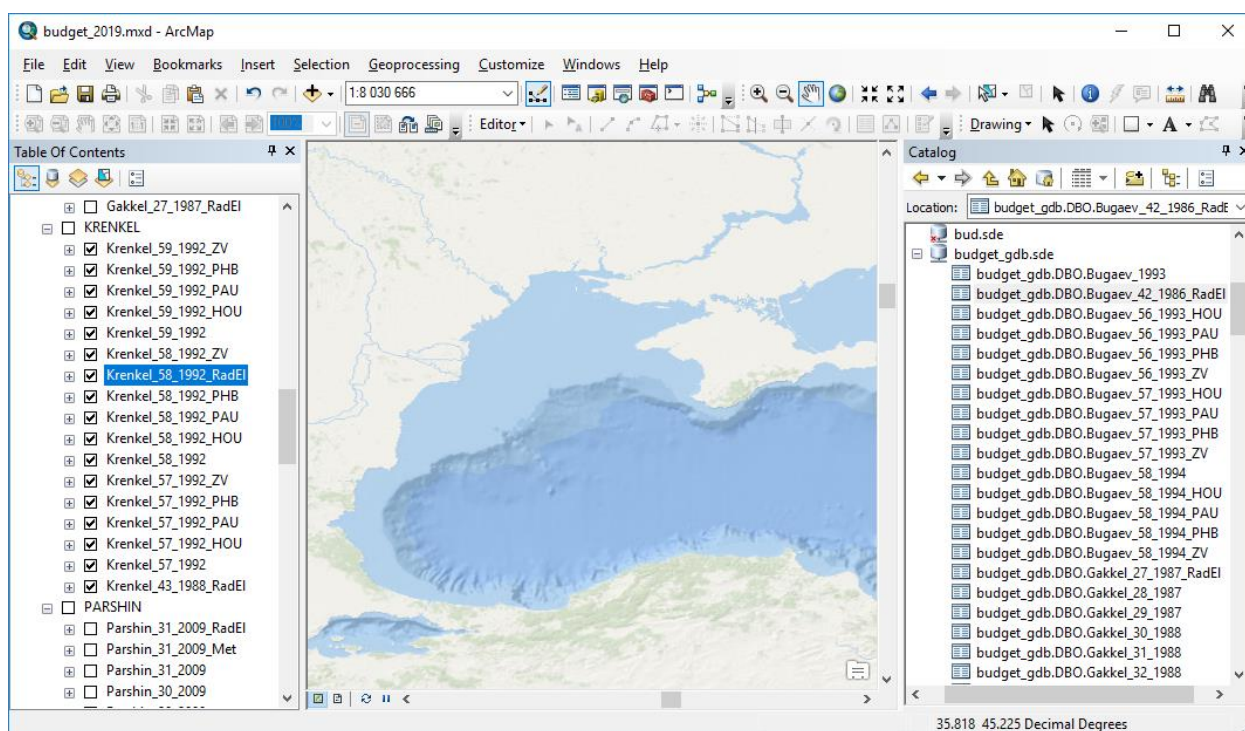 budget_2019.mxd - ArcMap
File Edit View Bookmarks Insert Selection Geoprocessing Customize Windows Help
1:8 030 666
100%
Editor
Drawing
A
Table Of Contents
Gakkel_27_1987_RadEl
KRENKEL
Krenkel_59_1992_ZV
Krenkel_59_1992_PHB
Krenkel_59_1992_PAU
Krenkel_59_1992_HOU
Krenkel_59_1992
Krenkel_58_1992_ZV
Krenkel_58_1992_RadEl
Krenkel_58_1992_PHB
Krenkel_58_1992_PAU
Krenkel_58_1992_HOU
Krenkel_58_1992
Krenkel_57_1992_ZV
Krenkel_57_1992_PHB
Krenkel_57_1992_PAU
Krenkel_57_1992_HOU
Krenkel_57_1992
Krenkel_43_1988_RadEl
PARSHIN
Parshin_31_2009_RadEl
Parshin_31_2009_Met
Parshin_31_2009
Parshin_30_2009
Catalog
Location: budget_gdb.DBO.Bugaev_42_1986_RadE
bud.sde
budget_gdb.sde
budget_gdb.DBO.Bugaev_1993
budget_gdb.DBO.Bugaev_42_1986_RadEl
budget_gdb.DBO.Bugaev_56_1993_HOU
budget_gdb.DBO.Bugaev_56_1993_PAU
budget_gdb.DBO.Bugaev_56_1993_PHB
budget_gdb.DBO.Bugaev_56_1993_ZV
budget_gdb.DBO.Bugaev_57_1993_HOU
budget_gdb.DBO.Bugaev_57_1993_PAU
budget_gdb.DBO.Bugaev_57_1993_PHB
budget_gdb.DBO.Bugaev_57_1993_ZV
budget_gdb.DBO.Bugaev_58_1994
budget_gdb.DBO.Bugaev_58_1994_HOU
budget_gdb.DBO.Bugaev_58_1994_PAU
budget_gdb.DBO.Bugaev_58_1994_PHB
budget_gdb.DBO.Bugaev_58_1994_ZV
budget_gdb.DBO.Gakkel_27_1987_RadEl
budget_gdb.DBO.Gakkel_28_1987
budget_gdb.DBO.Gakkel_29_1987
budget_gdb.DBO.Gakkel_30_1988
budget_gdb.DBO.Gakkel_31_1988
budget_gdb.DBO.Gakkel_32_1988
35.818 45.225 Decimal Degrees